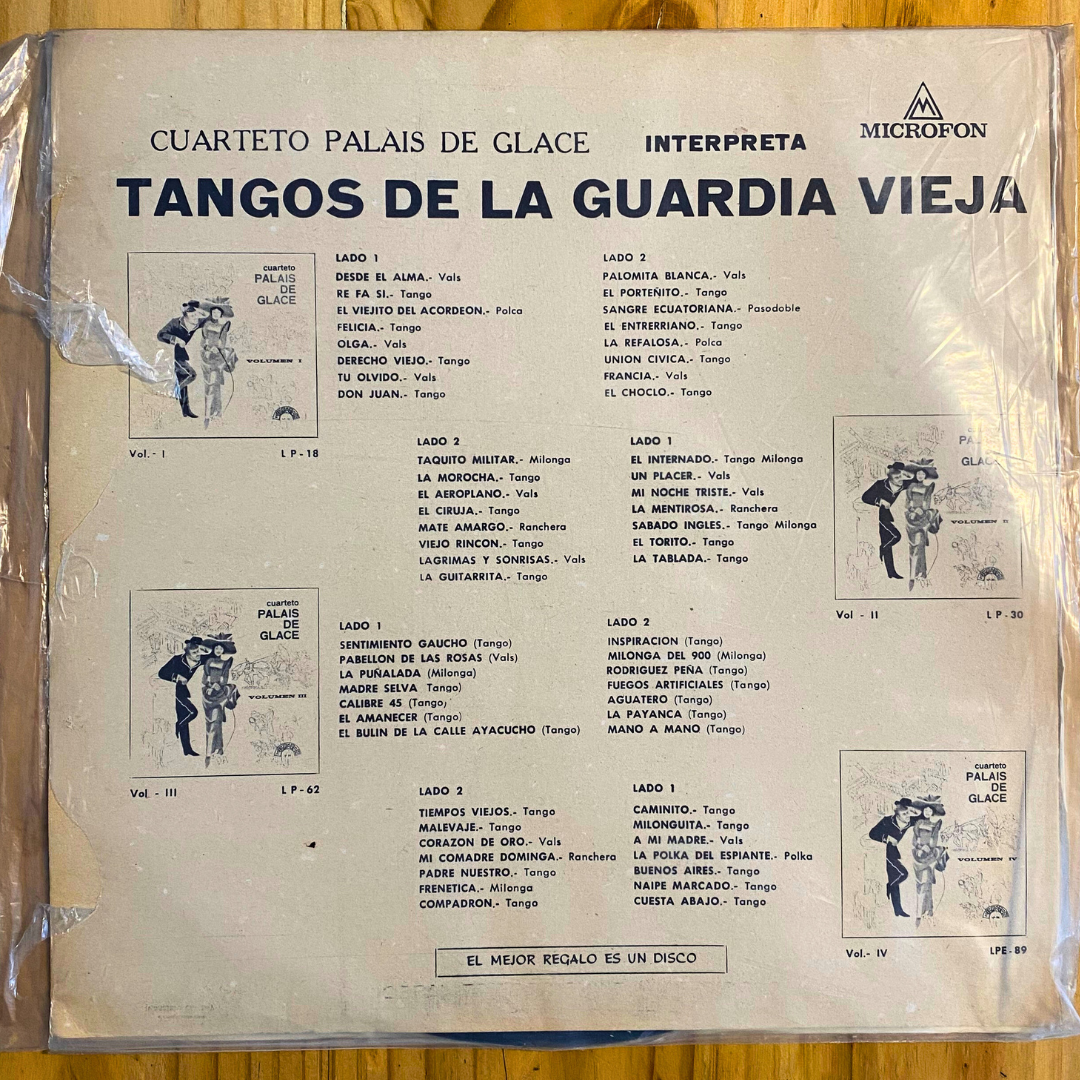 MICROFON
CUARTETO PALAIS DE GLACE INTERPRETA
TANGOS DE LA GUARDIA VIEJA
cuarteto
PALAIS
DE
GLACE
VOLUMEN I
Vol.- I LP-18
LADO 1
DESDE EL ALMA.- Vals
RE FA SI.- Tango
EL VIEJITO DEL ACORDEON.- Polca
FELICIA.- Tango
OLGA.- Vals
DERECHO VIEJO.- Tango
TU OLVIDO.- Vals
DON JUAN.- Tango
LADO 2
PALOMITA BLANCA.- Vals
EL PORTEÑITO.- Tango
SANGRE ECUATORIANA.- Pasodoble
EL ENTRERRIANO.- Tango
LA REFALOSA.- Polca
UNION CIVICA.- Tango
FRANCIA.- Vals
EL CHOCLO.- Tango
LADO 2
TAQUITO MILITAR.- Milonga
LA MOROCHA.- Tango
EL AEROPLANO.- Vals
EL CIRUJA.- Tango
MATE AMARGO.- Ranchera
VIEJO RINCON.- Tango
LAGRIMAS Y SONRISAS.- Vals
LA GUITARRITA.- Tango
LADO 1
EL INTERNADO.- Tango Milonga
UN PLACER.- Vals
MI NOCHE TRISTE.- Vals
LA MENTIROSA.- Ranchera
SABADO INGLES.- Tango Milonga
EL TORITO.- Tango
LA TABLADA.- Tango
VOLUMEN II
Vol - II LP-30
cuarteto
PALAIS
DE
GLACE
VOLUMEN III
Vol. - III LP-62
LADO 1
SENTIMIENTO GAUCHO (Tango)
PABELLON DE LAS ROSAS (Vals)
LA PUÑALADA (Milonga)
MADRE SELVA Tango)
CALIBRE 45 (Tango)
EL AMANECER (Tango)
EL BULIN DE LA CALLE AYACUCHO (Tango)
LADO 2
INSPIRACION (Tango)
MILONGA DEL 900 (Milonga)
RODRIGUEZ PEÑA (Tango)
FUEGOS ARTIFICIALES (Tango)
AGUATERO (Tango)
LA PAYANCA (Tango)
MANO A MANO (Tango)
LADO 2
TIEMPOS VIEJOS.- Tango
MALEVAJE.- Tango
CORAZON DE ORO.- Vals
MI COMADRE DOMINGA.- Ranchera
PADRE NUESTRO.- Tango
FRENETICA.- Milonga
COMPADRON.- Tango
LADO 1
CAMINITO.- Tango
MILONGUITA.- Tango
A MI MADRE.- Vals
LA POLKA DEL ESPIANTE.- Polka
BUENOS AIRES.- Tango
NAIPE MARCADO.- Tango
CUESTA ABAJO.- Tango
cuarteto
PALAIS
DE
GLACE
VOLUMEN IV
Vol.- IV LPE-89
EL MEJOR REGALO ES UN DISCO